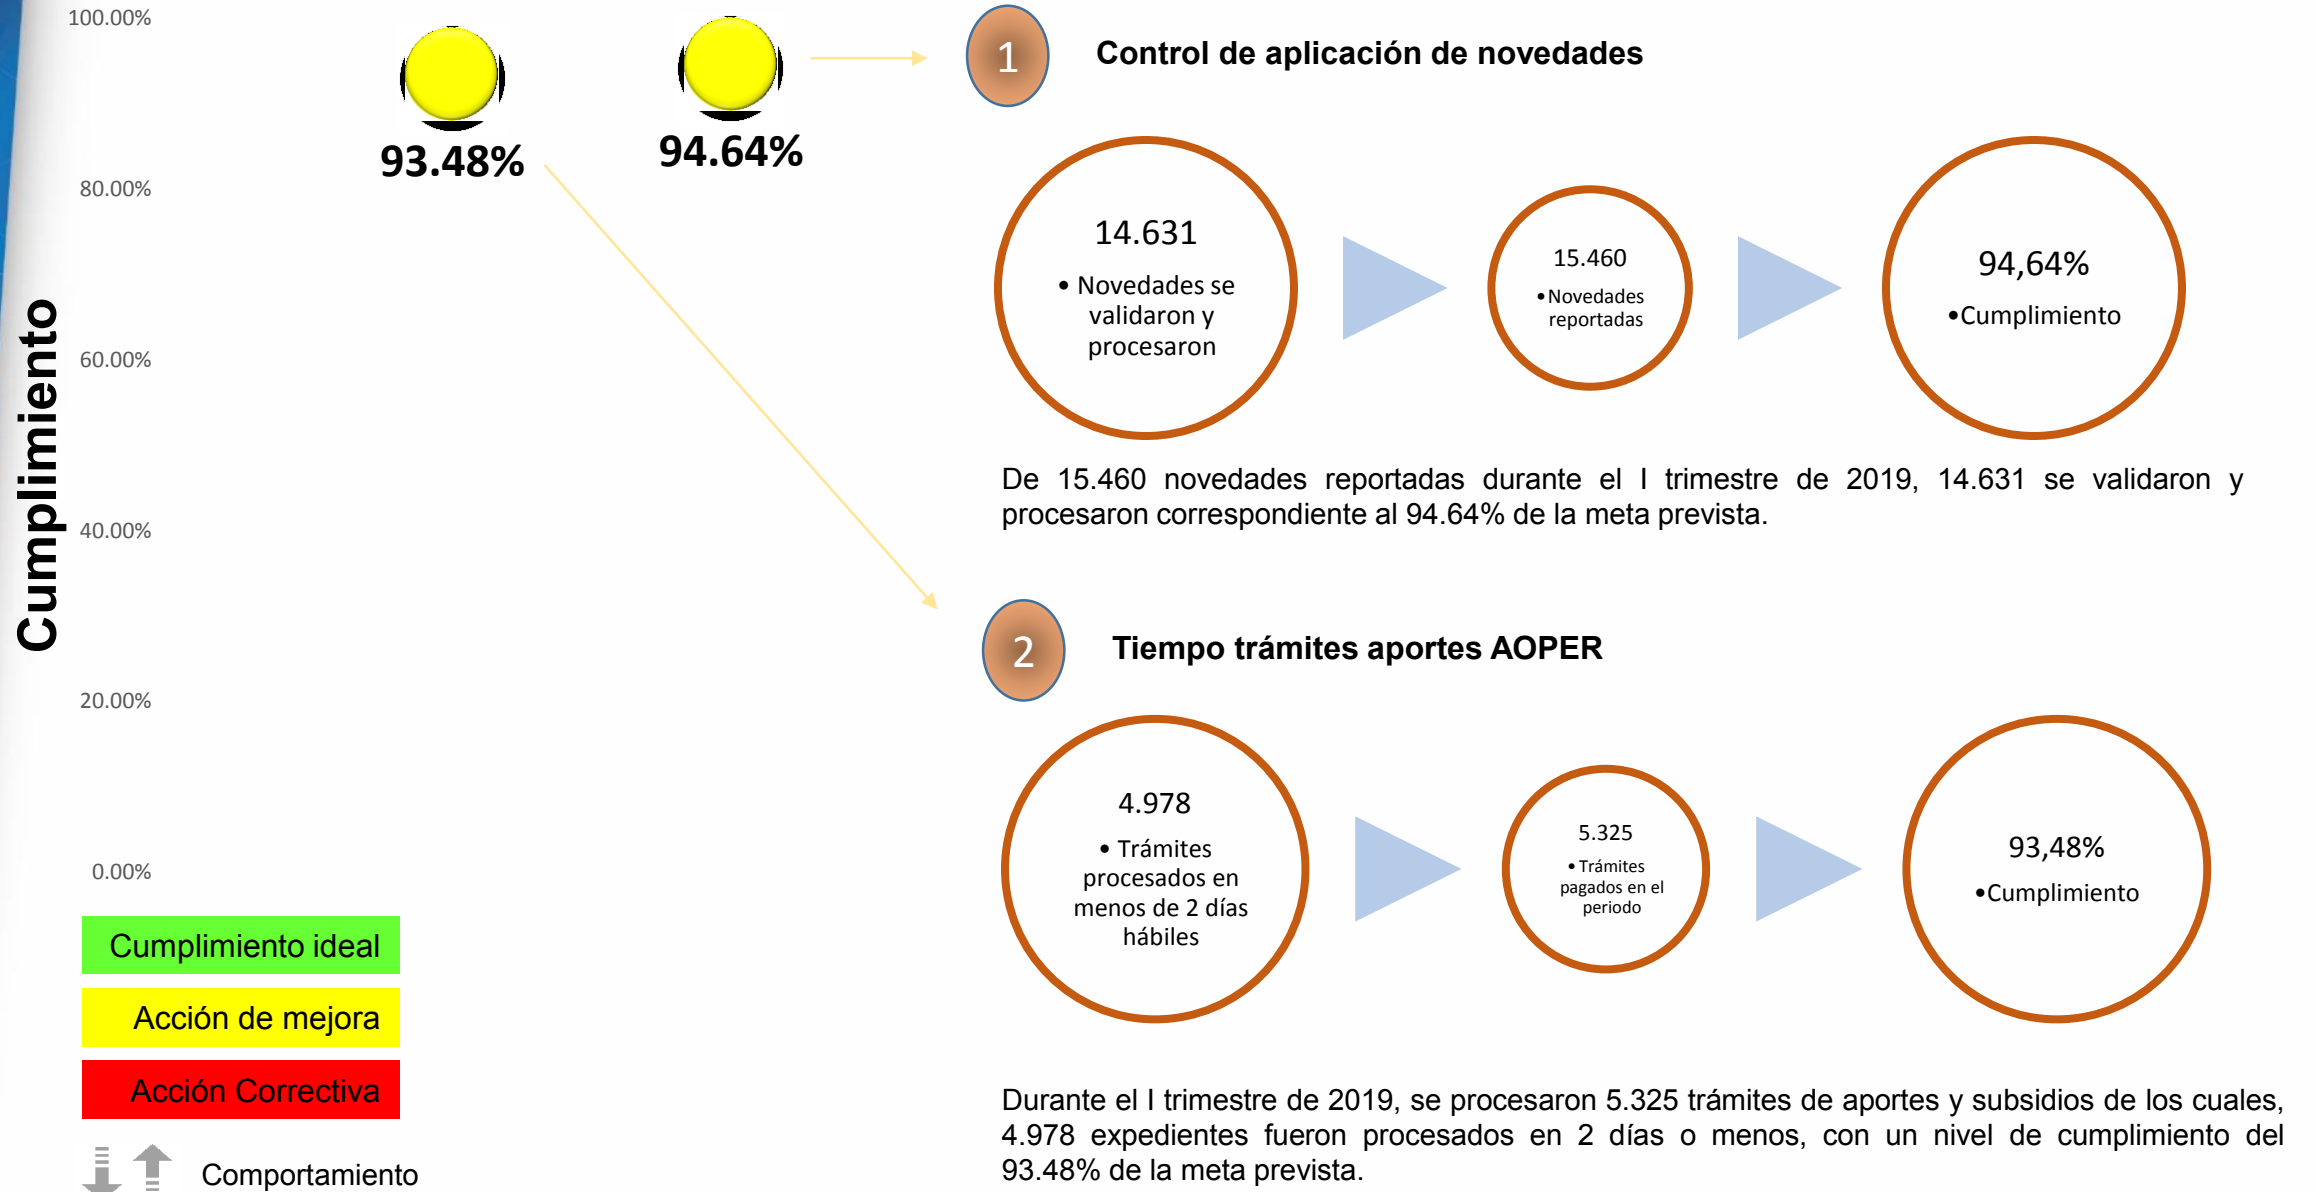 100.00%
80.00%
60.00%
40.00%
20.00%
0.00%
Cumplimiento
93.48%
94.64%
Cumplimiento ideal
Acción de mejora
Acción Correctiva
Comportamiento
1
Control de aplicación de novedades
14.631
• Novedades se
validaron y
procesaron
15.460
• Novedades
reportadas
94,64%
• Cumplimiento
De 15.460 novedades reportadas durante el I trimestre de 2019, 14.631 se validaron y
procesaron correspondiente al 94.64% de la meta prevista.
2
Tiempo trámites aportes AOPER
4.978
• Trámites
procesados en
menos de 2 días
hábiles
5.325
• Trámites
pagados en el
periodo
93,48%
• Cumplimiento
Durante el I trimestre de 2019, se procesaron 5.325 trámites de aportes y subsidios de los cuales,
4.978 expedientes fueron procesados en 2 días o menos, con un nivel de cumplimiento del
93.48% de la meta prevista.